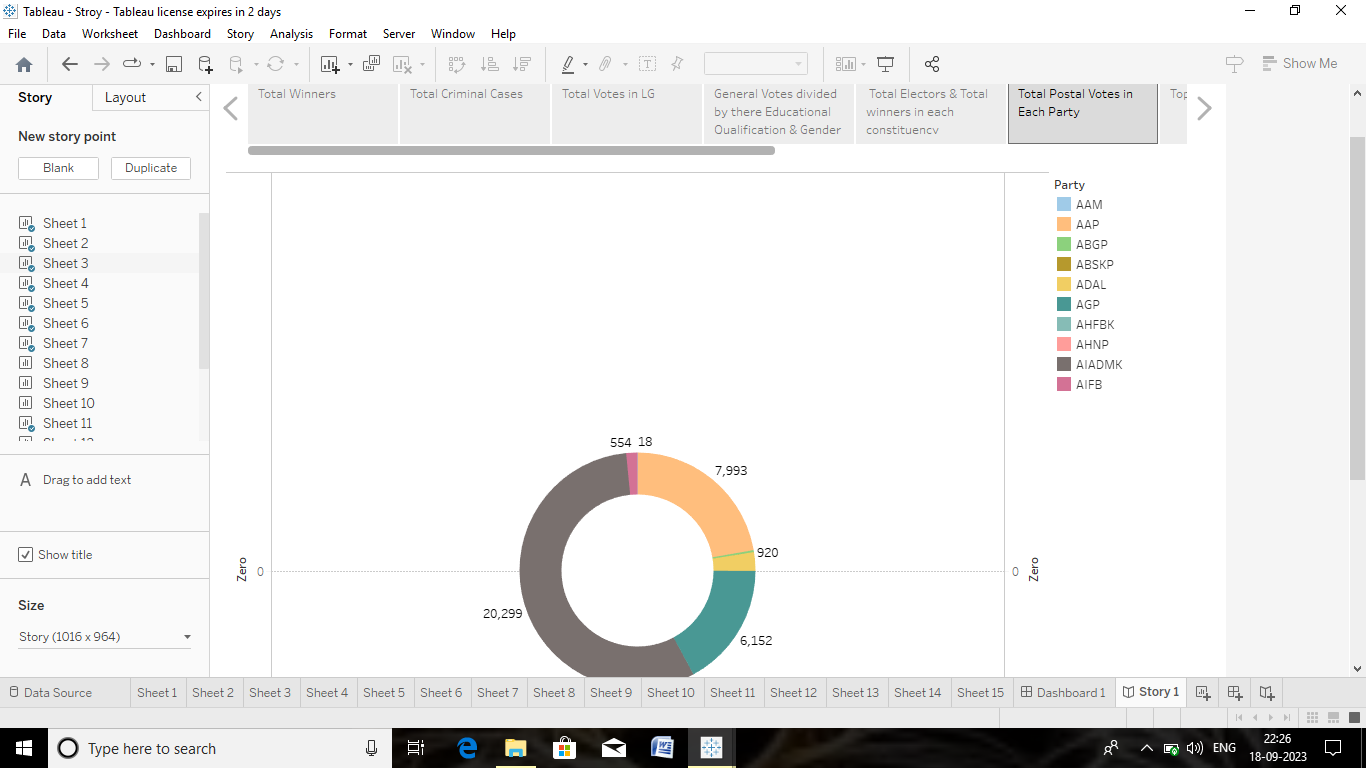 Tableau - Stroy - Tableau license expires in 2 days
File Data Worksheet Dashboard Story Analysis Format Server Window Help
Show Me
Story Layout
New story point
Blank Duplicate
Sheet 1
Sheet 2
Sheet 3
Sheet 4
Sheet 5
Sheet 6
Sheet 7
Sheet 8
Sheet 9
Sheet 10
Sheet 11
A Drag to add text
Show title
Size
Story (1016 x 964)
Total Winners
Total Criminal Cases
Total Votes in LG
General Votes divided
by there Educational
Qualification & Gender
Total Electors & Total
winners in each
constituency
Total Postal Votes in
Each Party
Top
Party
AAM
AAP
ABGP
ABSKP
ADAL
AGP
AHFBK
AHNP
AIADMK
AIFB
554 18
7,993
920
Zero 0
0 Zero
20,299
6,152
Data Source Sheet 1 Sheet 2 Sheet 3 Sheet 4 Sheet 5 Sheet 6 Sheet 7 Sheet 8 Sheet 9 Sheet 10 Sheet 11 Sheet 12 Sheet 13 Sheet 14 Sheet 15 Dashboard 1 Story 1
Type here to search
ENG
22:26
18-09-2023